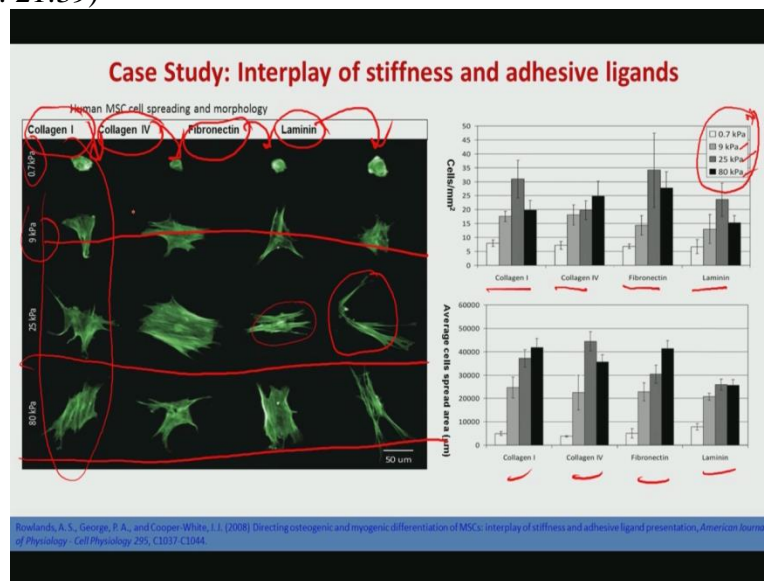 : 21:39)
Case Study: Interplay of stiffness and adhesive ligands
Human MSC cell spreading and morphology
Collagen I Collagen IV Fibronectin Laminin
0.7 kPa
9 kPa
25 kPa
80 kPa
50 um
Cells/mm²
50
45
40
35
30
25
20
15
10
5
0
0.7 kPa
9 kPa
25 kPa
80 kPa
Collagen I Collagen IV Fibronectin Laminin
Average cells spread area (µm)
60000
50000
40000
30000
20000
10000
0
Collagen I Collagen IV Fibronectin Laminin
Rowlands, A. S., George, P. A., and Cooper-White, J. J. (2008) Directing osteogenic and myogenic differentiation of MSCs: interplay of stiffness and adhesive ligand presentation, American Journa
of Physiology - Cell Physiology 295, C1037-C1044.